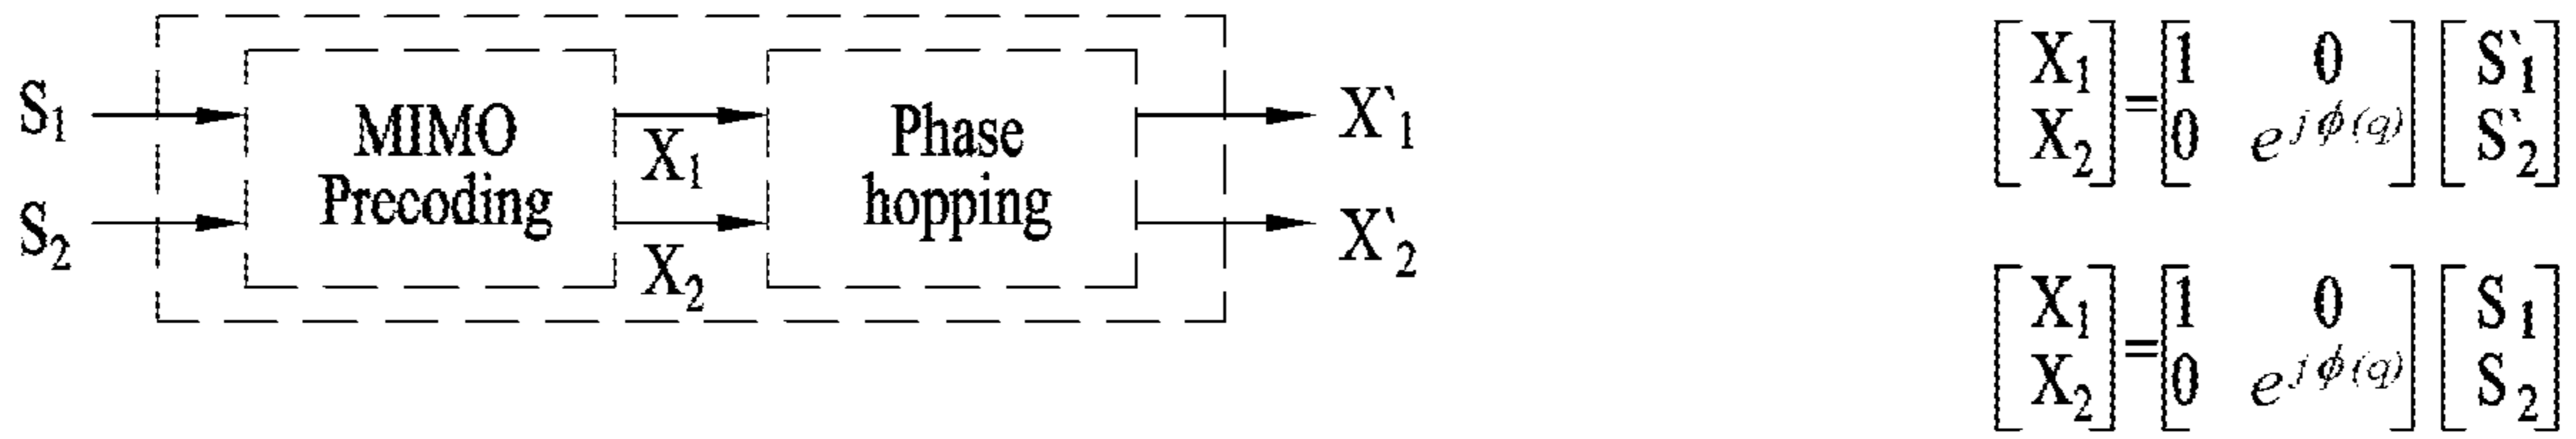 S1
S2
MIMO
Precoding
X1
X2
Phase
hopping
X`1
X`2
[X1 X2] = [1 0 0 e^jϕ(q)] [S`1 S`2]
[X1 X2] = [1 0 0 e^jϕ(q)] [S1 S2]